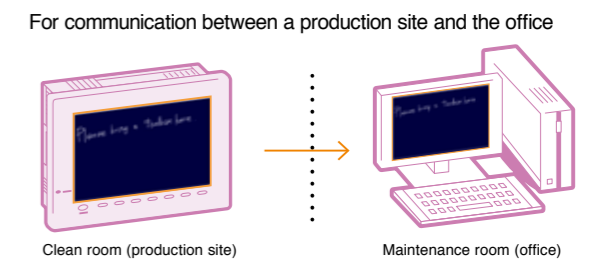 For communication between a production site and the office
Please bring a toolbox here
Please bring a toolbox here
Clean room (production site)
Maintenance room (office)